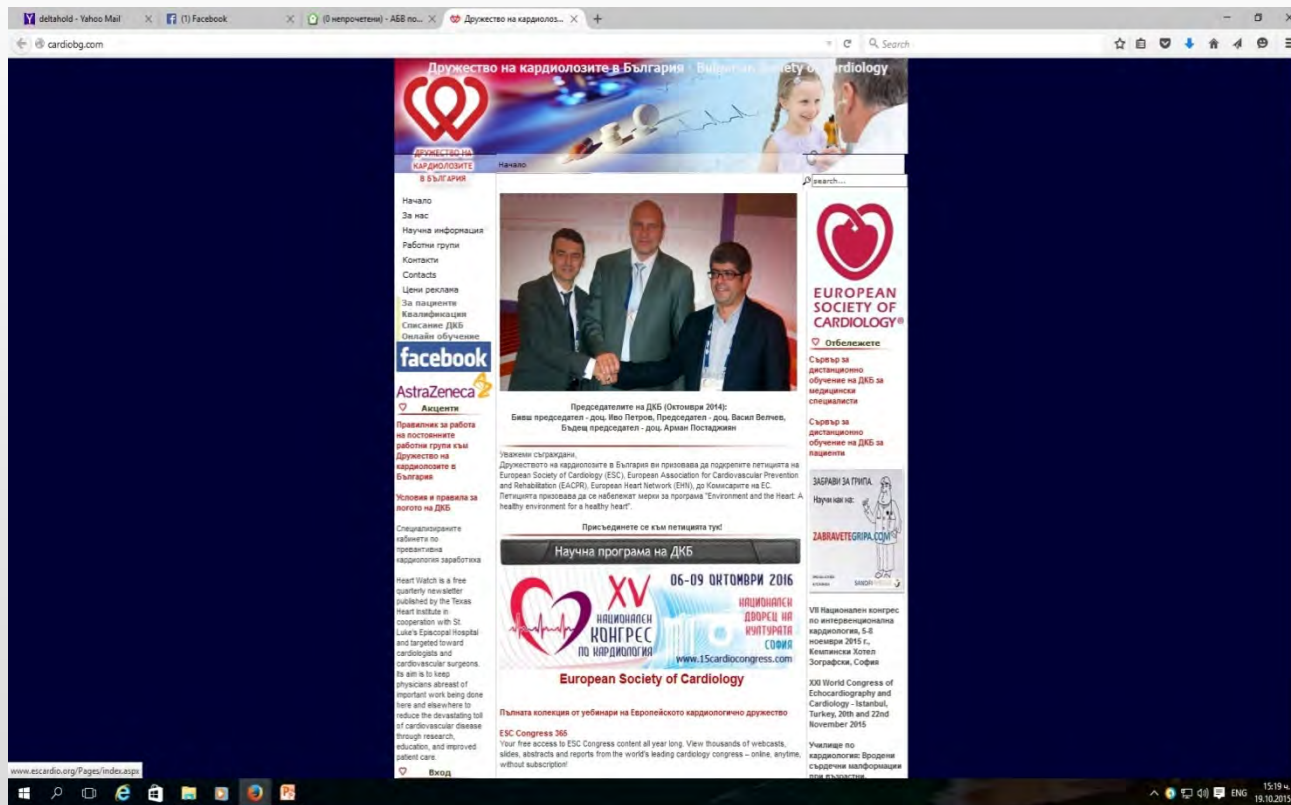 deltahold - Yahoo Mail
(1) Facebook
(0 непрочетени) - АБВ по...
Дружество на кардиолоз...
cardiobg.com
Search
Дружество на кардиолозите в България - Bulgarian Society of Cardiology
ДРУЖЕСТВО НА
КАРДИОЛОЗИТЕ
В БЪЛГАРИЯ
Начало
search...
Начало
За нас
Научна информация
Работни групи
Контакти
Contacts
Цени реклама
За пациенти
Квалификация
Списание ДКБ
Онлайн обучение
facebook
AstraZeneca
Акценти
Правилник за работа
на постоянните
работни групи към
Дружество на
кардиолозите в
България
Условия и правила за
логото на ДКБ
Специализираните
кабинети по
превантивна
кардиология заработиха
Heart Watch is a free
quarterly newsletter
published by the Texas
Heart Institute in
cooperation with St.
Luke's Episcopal Hospital
and targeted toward
cardiologists and
cardiovascular surgeons.
Its aim is to keep
physicians abreast of
important work being done
here and elsewhere to
reduce the devastating toll
of cardiovascular disease
through research,
education, and improved
patient care.
Вход
Председателите на ДКБ (Октомври 2014):
Бивш председател - доц. Иво Петров, Председател - доц. Васил Велчев,
Бъдещ председател - доц. Арман Постаджиян
Уважеми съграждани,
Дружеството на кардиолозите в България ви призовава да подкрепите петицията на
European Society of Cardiology (ESC), European Association for Cardiovascular Prevention
and Rehabilitation (EACPR), European Heart Network (EHN), до Комисарите на ЕС.
Петицията призовава да се набележат мерки за програма "Environment and the Heart: A
healthy environment for a healthy heart".
Присъединете се към петицията тук!
Научна програма на ДКБ
XV
НАЦИОНАЛЕН
КОНГРЕС
ПО КАРДИОЛОГИЯ
06-09 ОКТОМВРИ 2016
НАЦИОНАЛЕН
ДВОРЕЦ НА
КУЛТУРАТА
СОФИЯ
www.15cardiocongress.com
European Society of Cardiology
Пълната колекция от уебинари на Европейското кардиологично дружество
ESC Congress 365
Your free access to ESC Congress content all year long. View thousands of webcasts,
slides, abstracts and reports from the world's leading cardiology congress – online, anytime,
without subscription!
EUROPEAN
SOCIETY OF
CARDIOLOGY®
Отбележете
Сървър за
дистанционно
обучение на ДКБ за
медицински
специалисти
Сървър за
дистанционно
обучение на ДКБ за
пациенти
ЗАБРАВИ ЗА ГРИПА.
Научи как на:
ZABRAVETEGRIPA.COM
SANOFI PASTEUR
VII Национален конгрес
по интервенционална
кардиология, 5-8
ноември 2015 г.,
Кемпински Хотел
Зографски, София
XXI World Congress of
Echocardiography and
Cardiology - Istanbul,
Turkey, 20th and 22nd
November 2015
Училище по
кардиология: Вродени
сърдечни малформации
при възрастни.
www.escardio.org/Pages/index.aspx
ENG
15:19 ч.
19.10.2015